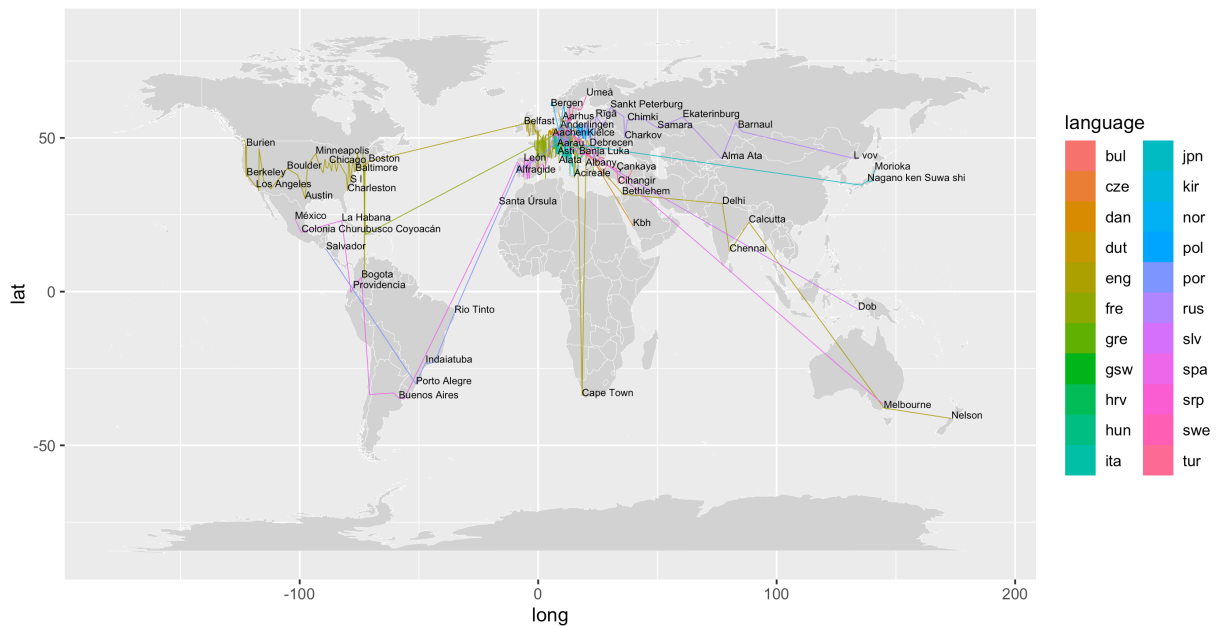 Umeå
Bergen
Sankt Peterburg
Aarhus
Rīga
Chimki
Ekaterinburg
Belfast
Anderlingen
Samara
Barnaul
Aachen
Kielce
Charkov
Burien
Minneapolis
Aarau
Debrecen
Chicago
Boston
Asti
Banja Luka
Alma Ata
L vov
Boulder
Baltimore
León
Alata
Albany
Cankaya
Morioka
Berkeley
S l
Alfragide
Acireale
Cihangir
Nagano ken Suwa shi
Los Angeles
Charleston
Bethlehem
Austin
Santa Úrsula
Delhi
México
La Habana
Kbh
Calcutta
Colonia Churubusco Coyoacán
Salvador
Chennai
Bogota
Providencia
Rio Tinto
Dob
Indaiatuba
Porto Alegre
Buenos Aires
Cape Town
Melbourne
Nelson
50
0
-50
lat
-100
0
100
200
long
language
bul
cze
dan
dut
eng
fre
gre
gsw
hrv
hun
ita
jpn
kir
nor
pol
por
rus
slv
spa
srp
swe
tur